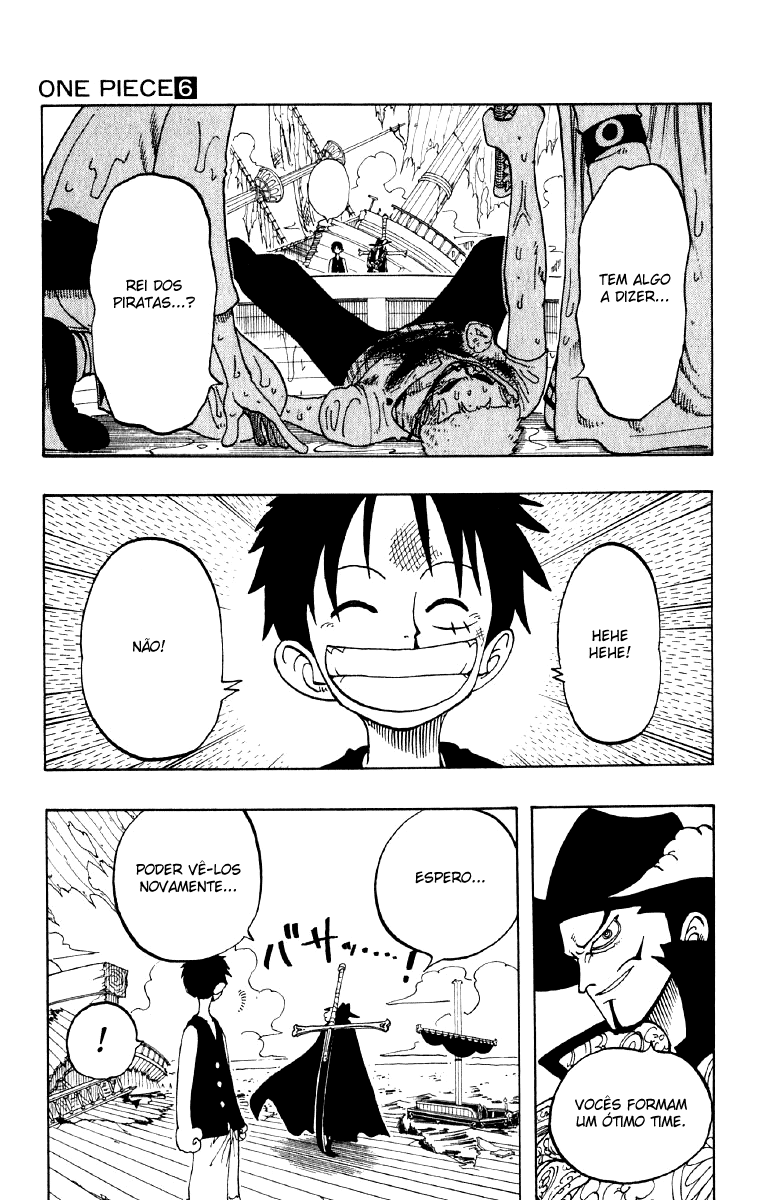 ONE PIECE 6
TEM ALGO
A DIZER...
REI DOS
PIRATAS...?
HEHE
HEHE!
NÃO!
VOCÊS FORMAM
UM ÓTIMO TIME.
ESPERO...
PODER VÊ-LOS
NOVAMENTE...
バサッ......!
!